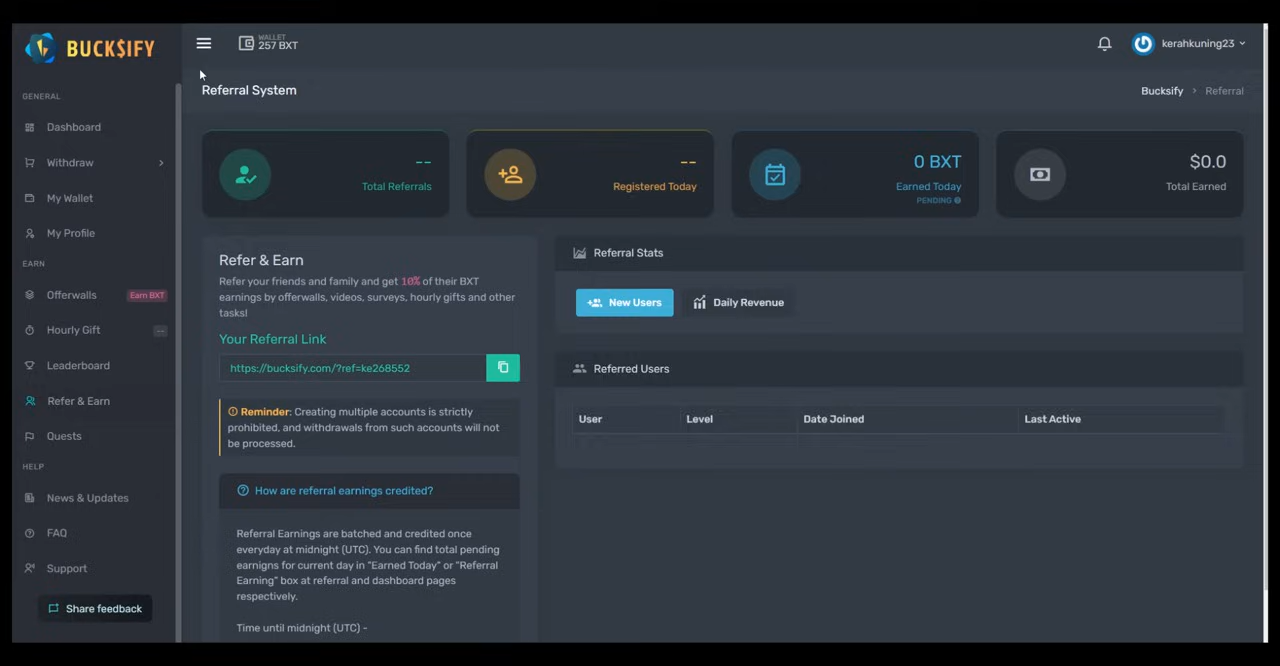 BUCK$IFY
WALLET
257 BXT
kerahkuning23
Referral System
Bucksify > Referral
GENERAL
Dashboard
Withdraw
My Wallet
My Profile
EARN
Offerwalls
Earn BXT
Hourly Gift
--
Leaderboard
Refer & Earn
Quests
HELP
News & Updates
FAQ
Support
Share feedback
--
Total Referrals
--
Registered Today
0 BXT
Earned Today
PENDING
$0.0
Total Earned
Refer & Earn
Refer your friends and family and get 10% of their BXT
earnings by offerwalls, videos, surveys, hourly gifts and other
tasks!
Your Referral Link
https://bucksify.com/?ref=ke268552
Reminder: Creating multiple accounts is strictly
prohibited, and withdrawals from such accounts will not
be processed.
How are referral earnings credited?
Referral Earnings are batched and credited once
everyday at midnight (UTC). You can find total pending
earnigns for current day in "Earned Today" or "Referral
Earning" box at referral and dashboard pages
respectively.
Time until midnight (UTC) -
Referral Stats
New Users
Daily Revenue
Referred Users
User Level Date Joined Last Active